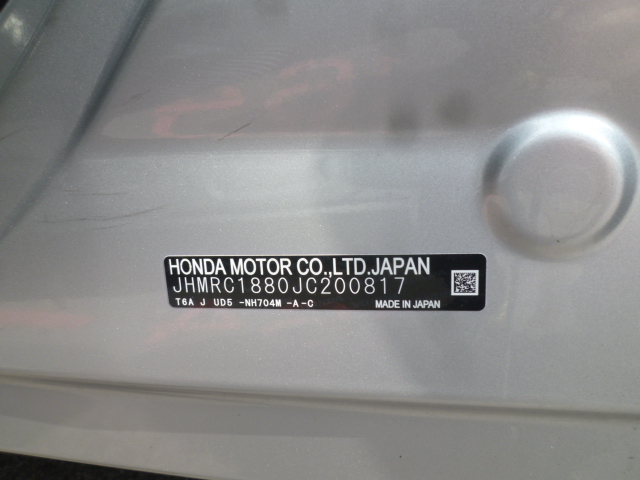 HONDA MOTOR CO.,LTD.JAPAN
JHMRC1880JC200817
T6A J UD5 -NH704M -A-C
MADE IN JAPAN